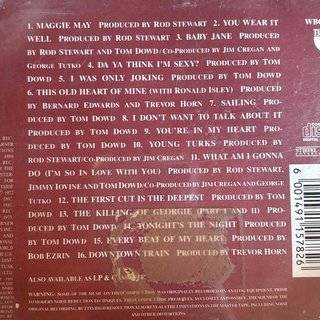 WBC
1. MAGGIE MAY PRODUCED BY ROD STEWART 2. YOU WEAR IT
WELL PRODUCED BY ROD STEWART 3. BABY JANE PRODUCED
BY ROD STEWART AND TOM DOWD/CO-PRODUCED BY JIM CREGAN AND
GEORGE TUTKO 4. DA YA THINK I'M SEXY? PRODUCED BY TOM
DOWD 5. I WAS ONLY JOKING PRODUCED BY TOM DOWD
6. THIS OLD HEART OF MINE (WITH RONALD ISLEY) PRODUCED
BY BERNARD EDWARDS AND TREVOR HORN 7. SAILING PRO-
DUCED BY TOM DOWD 8. I DON'T WANT TO TALK ABOUT IT
PRODUCED BY TOM DOWD 9. YOU'RE IN MY HEART PRO-
DUCED BY TOM DOWD 10. YOUNG TURKS PRODUCED BY
ROD STEWART/CO-PRODUCED BY JIM CREGAN 11. WHAT AM I GONNA
DO (I'M SO IN LOVE WITH YOU) PRODUCED BY ROD STEWART,
JIMMY IOVINE AND TOM DOWD/CO-PRODUCED BY JIM CREGAN AND GEORGE
TUTKO 12. THE FIRST CUT IS THE DEEPEST PRODUCED BY TOM
DOWD 13. THE KILLING OF GEORGIE (PART I AND II) PRODUCED
BY TOM DOWD 14. TONIGHT'S THE NIGHT PRODUCED BY
TOM DOWD 15. EVERY BEAT OF MY HEART PRODUCED BY
BOB EZRIN 16. DOWNTOWN TRAIN PRODUCED BY TREVOR HORN
ALSO AVAILABLE AS LP & CASSETTE
6 001491 157826